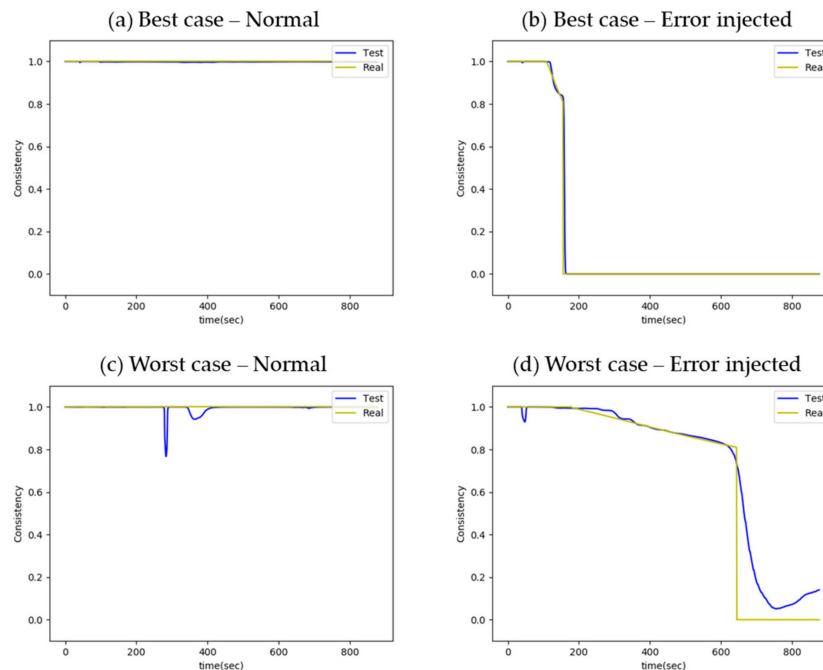 (a) Best case – Normal
(b) Best case – Error injected
Test
Real
Consistency
1.0
0.8
0.6
0.4
0.2
0.0
0
200
400
600
800
time(sec)
Test
Real
Consistency
1.0
0.8
0.6
0.4
0.2
0.0
0
200
400
600
800
time(sec)
(c) Worst case – Normal
(d) Worst case – Error injected
Test
Real
Consistency
1.0
0.8
0.6
0.4
0.2
0.0
0
200
400
600
800
time(sec)
Test
Real
Consistency
1.0
0.8
0.6
0.4
0.2
0.0
0
200
400
600
800
time(sec)